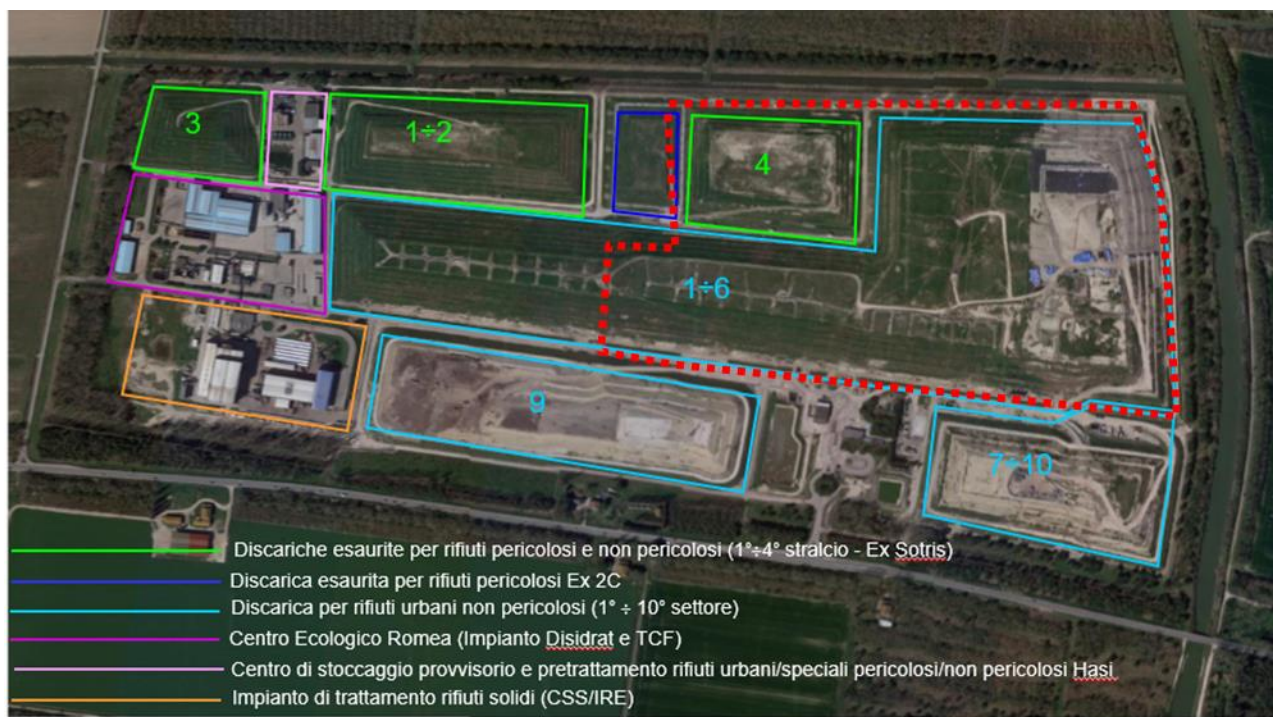 3
1÷2
4
1÷6
9
7÷10
Discariche esaurite per rifiuti pericolosi e non pericolosi (1°÷4° stralcio - Ex Sotris)
Discarica esaurita per rifiuti pericolosi Ex 2C
Discarica per rifiuti urbani non pericolosi (1° ÷ 10° settore)
Centro Ecologico Romea (Impianto Disidrat e TCF)
Centro di stoccaggio provvisorio e pretrattamento rifiuti urbani/speciali pericolosi/non pericolosi Hasi
Impianto di trattamento rifiuti solidi (CSS/IRE)